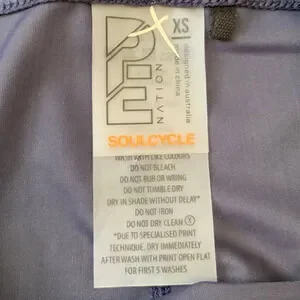 PE
NATION
XS
designed in australia
made in china
SOULCYCLE
WASH WITH LIKE COLOURS
DO NOT BLEACH
DO NOT RUB OR WRING
DO NOT TUMBLE DRY
DRY IN SHADE WITHOUT DELAY*
DO NOT IRON
DO NOT DRY CLEAN Ⓧ
*DUE TO SPECIALISED PRINT
TECHNIQUE, DRY IMMEDIATELY
AFTER WASH WITH PRINT OPEN FLAT
FOR FIRST 5 WASHES